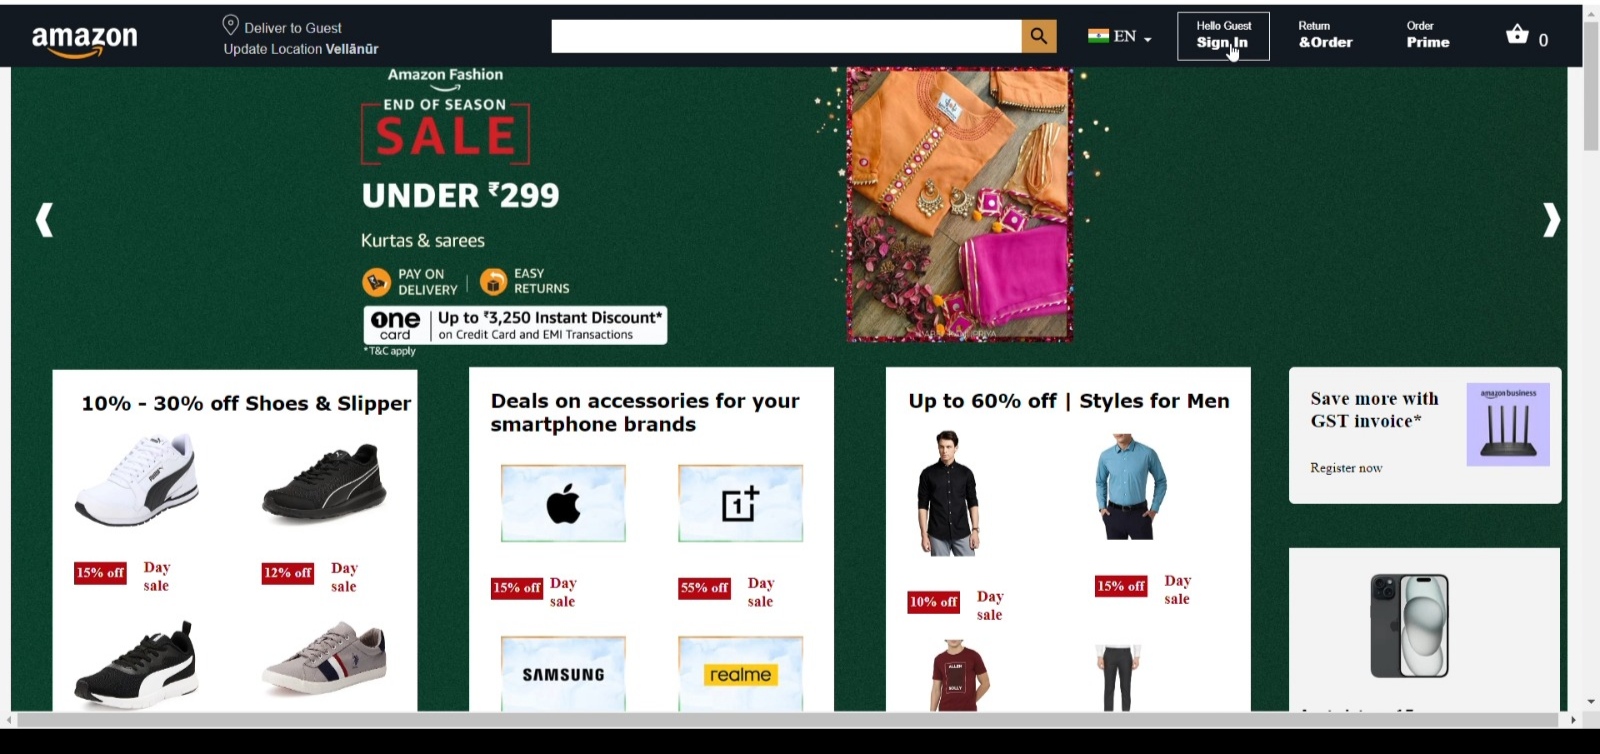 amazon
Deliver to Guest
Update Location Vellānūr
EN
Hello Guest
Sign In
Return
&Order
Order
Prime
0
Amazon Fashion
END OF SEASON
SALE
UNDER ₹299
Kurtas & sarees
PAY ON
DELIVERY
EASY
RETURNS
one
card
Up to ₹3,250 Instant Discount*
on Credit Card and EMI Transactions
*T&C apply
10% - 30% off Shoes & Slipper
15% off
Day
sale
12% off
Day
sale
Deals on accessories for your
smartphone brands
15% off
Day
sale
55% off
Day
sale
SAMSUNG
realme
Up to 60% off | Styles for Men
10% off
Day
sale
15% off
Day
sale
ALLEN
SOLLY
Save more with
GST invoice*
Register now
amazon business